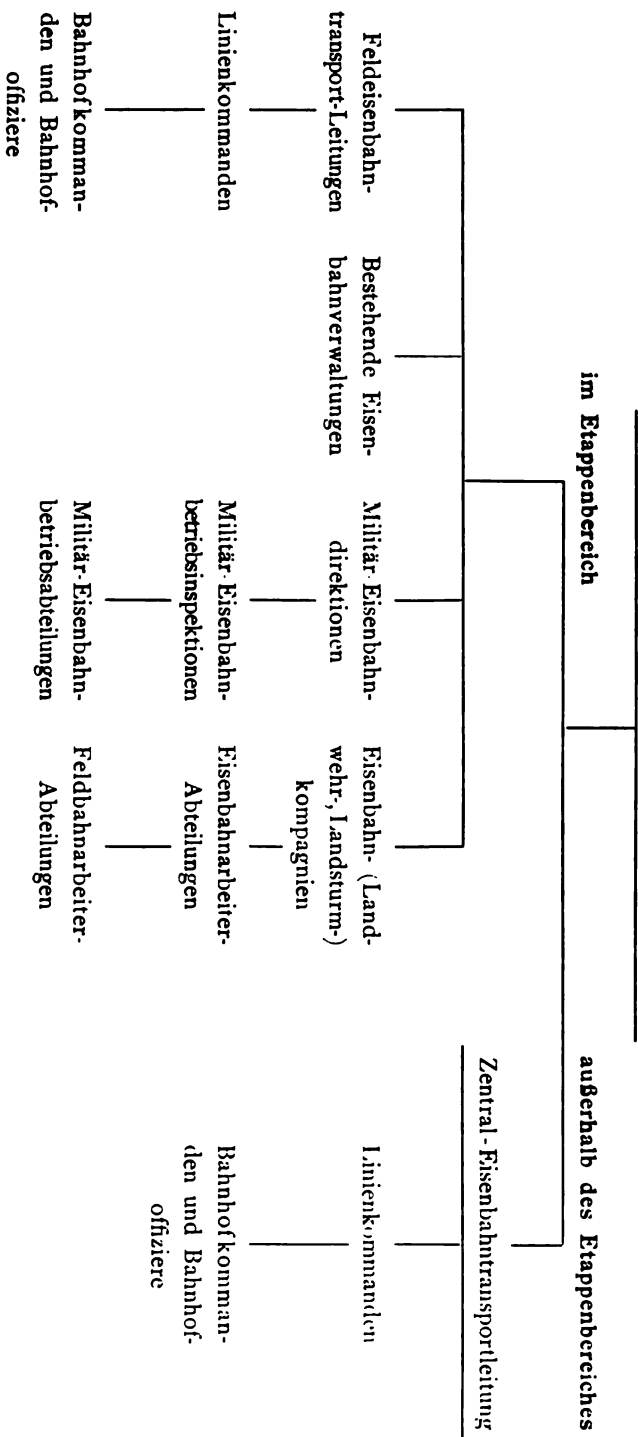 im Etappenbereich
außerhalb des Etappenbereiches
Feldeisenbahn-
transport-Leitungen
Linienkommanden
Bahnhofkomman-
den und Bahnhof-
offiziere
Bestehende Eisen-
bahnverwaltungen
Militär-Eisenbahn-
direktionen
Militär-Eisenbahn-
betriebsinspektionen
Militär-Eisenbahn-
betriebsabteilungen
Eisenbahn- (Land-
wehr-, Landsturm-)
kompagnien
Eisenbahnarbeiter-
Abteilungen
Feldbahnarbeiter-
Abteilungen
Zentral-Eisenbahntransportleitung
Linienkommanden
Bahnhofkomman-
den und Bahnhof-
offiziere